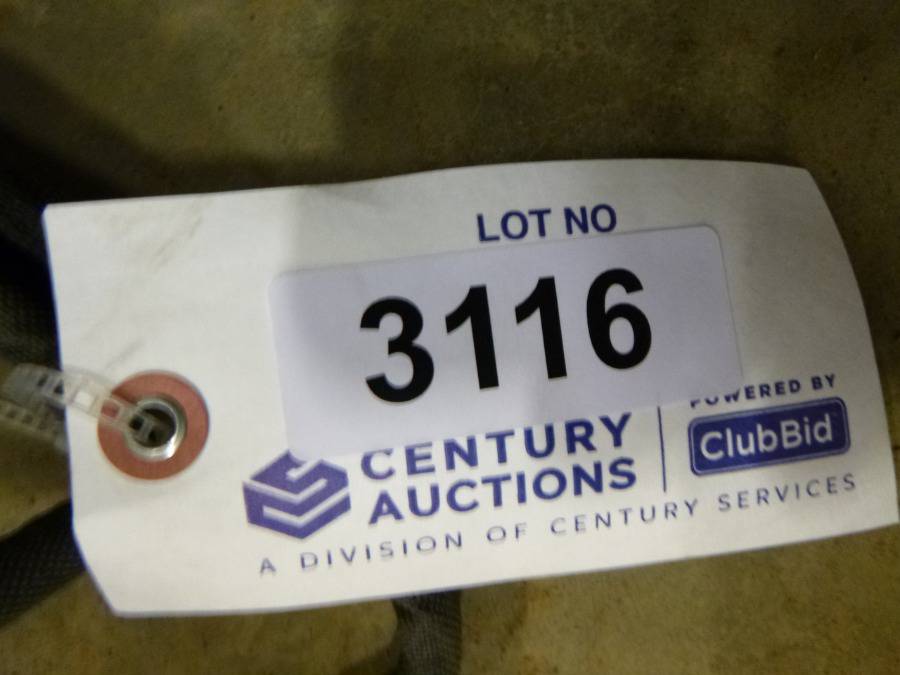 LOT NO
3116
CENTURY
AUCTIONS
POWERED BY
ClubBid
A DIVISION OF CENTURY SERVICES